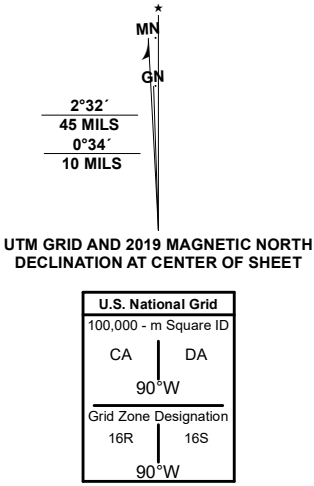 ★
MN
GN
2°32´
45 MILS
0°34´
10 MILS
UTM GRID AND 2019 MAGNETIC NORTH
DECLINATION AT CENTER OF SHEET
U.S. National Grid
100,000 - m Square ID
CA DA
90°W
Grid Zone Designation
16R 16S
90°W